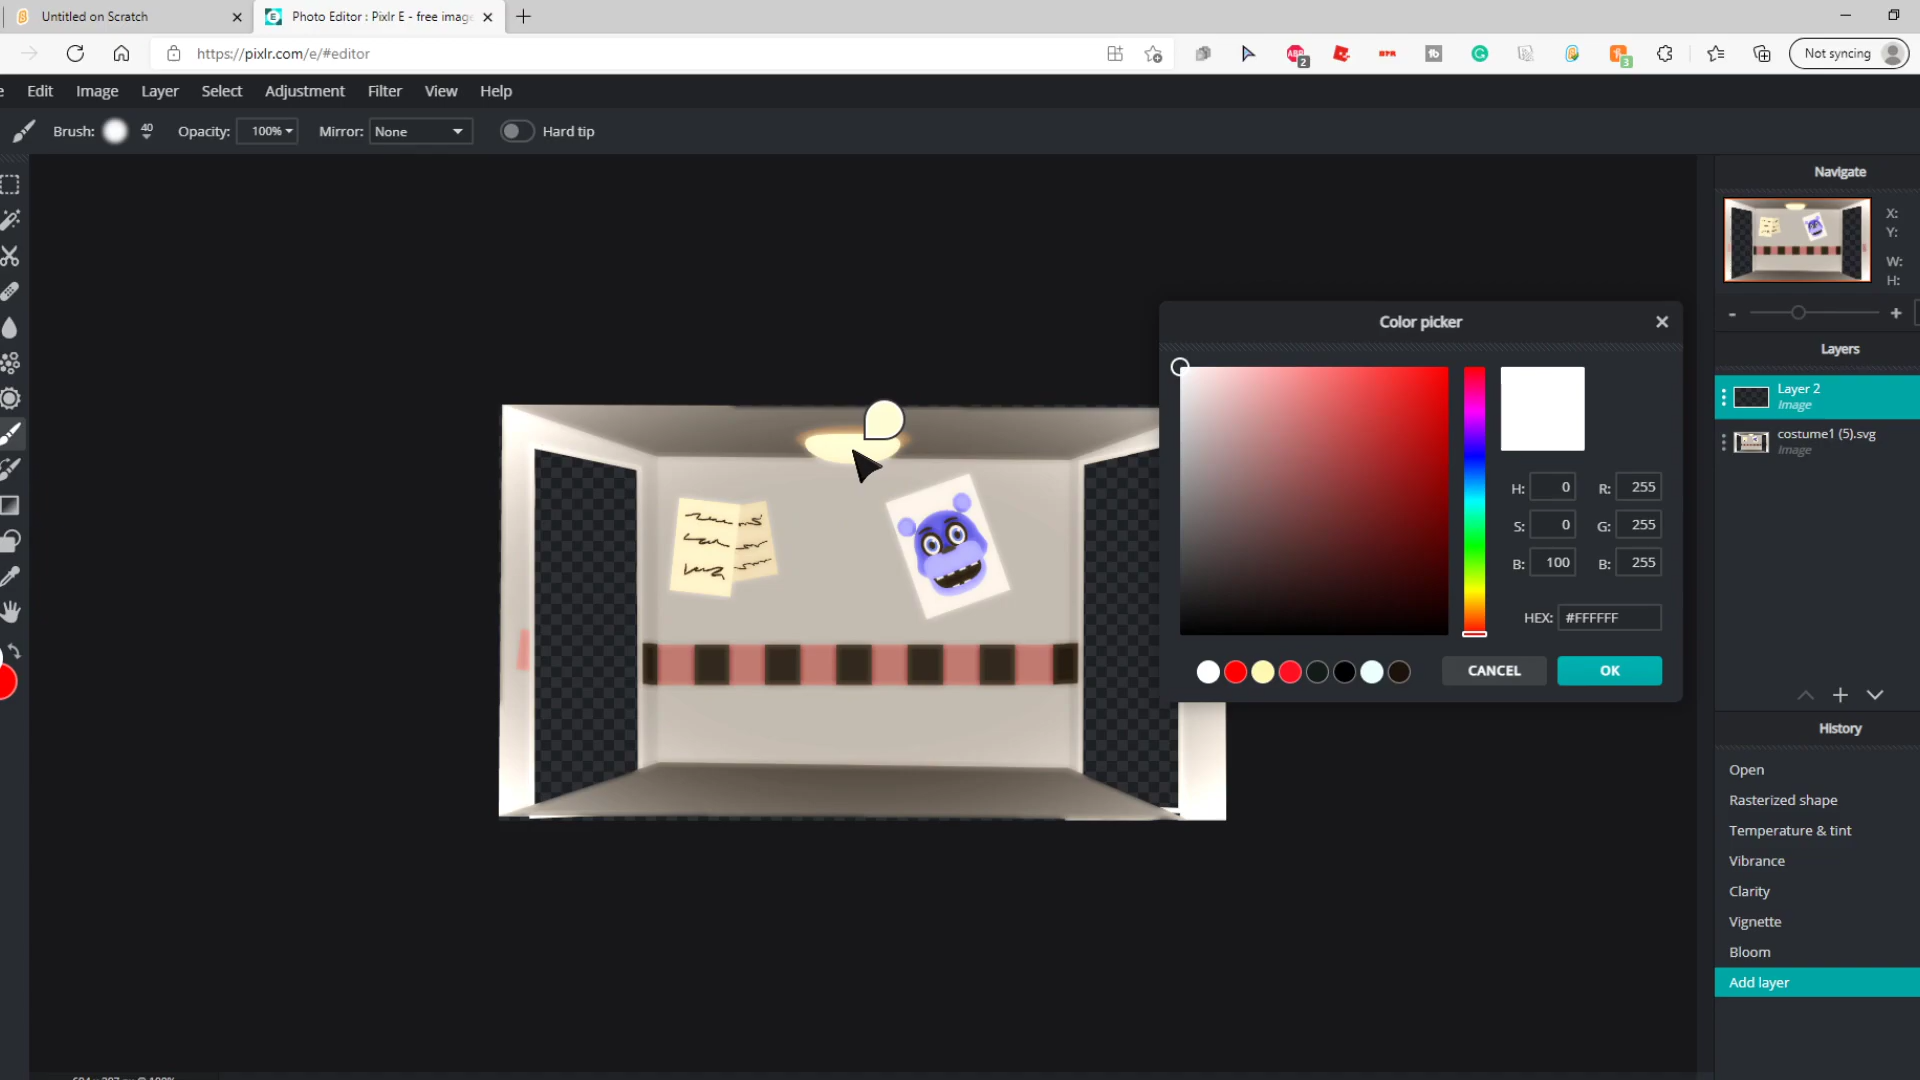 Untitled on Scratch
Photo Editor : Pixlr E - free imag
https://pixlr.com/e/#editor
2
3
Not syncing
e Edit Image Layer Select Adjustment Filter View Help
Brush: 40 Opacity: 100% Mirror: None Hard tip
Navigate
X:
Y:
W:
H:
- +
Color picker
H: 0 R: 255
S: 0 G: 255
B: 100 B: 255
HEX: #FFFFFF
CANCEL OK
Layers
Layer 2
Image
costume1 (5).svg
Image
History
Open
Rasterized shape
Temperature & tint
Vibrance
Clarity
Vignette
Bloom
Add layer